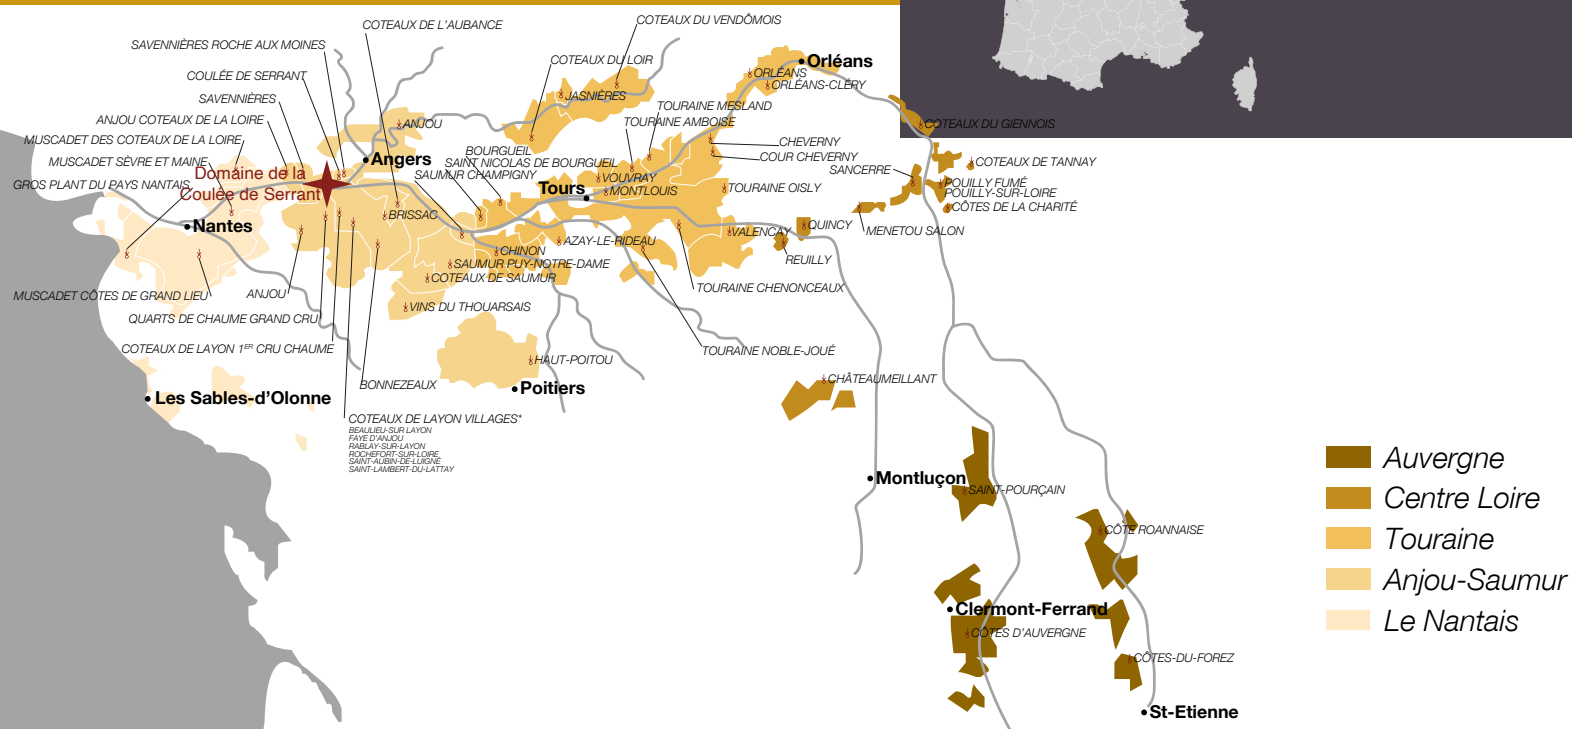 COTEAUX DU VENDÔMOIS
COTEAUX DE L'AUBANCE
SAVENNIÈRES ROCHE AUX MOINES
COTEAUX DU LOIR
Orléans
COULÉE DE SERRANT
ORLÉANS
ORLÉANS-CLÉRY
SAVENNIÈRES
JASNIÈRES
TOURAINE MESLAND
ANJOU COTEAUX DE LA LOIRE
ANJOU
TOURAINE AMBOISE
COTEAUX DU GIENNOIS
MUSCADET DES COTEAUX DE LA LOIRE
CHEVERNY
BOURGUEIL
COUR CHEVERNY
Angers
MUSCADET SÈVRE ET MAINE
SAINT NICOLAS DE BOURGUEIL
COTEAUX DE TANNAY
SANCERRE
Domaine de la
Coulée de Serrant
SAUMUR CHAMPIGNY
VOUVRAY
GROS PLANT DU PAYS NANTAIS
Tours
MONTLOUIS
TOURAINE OISLY
POUILLY FUMÉ
POUILLY-SUR-LOIRE
CÔTES DE LA CHARITÉ
BRISSAC
Nantes
QUINCY
VALENCAY
MENETOU SALON
AZAY-LE-RIDEAU
CHINON
REUILLY
SAUMUR PUY-NOTRE-DAME
COTEAUX DE SAUMUR
TOURAINE CHENONCEAUX
MUSCADET CÔTES DE GRAND LIEU
ANJOU
VINS DU THOUARSAIS
QUARTS DE CHAUME GRAND CRU
COTEAUX DE LAYON 1ER CRU CHAUME
TOURAINE NOBLE-JOUÉ
HAUT-POITOU
CHÂTEAUMEILLANT
BONNEZEAUX
Poitiers
Les Sables-d'Olonne
COTEAUX DE LAYON VILLAGES*
BEAULIEU-SUR LAYON
FAYE D'ANJOU
RABLAY-SUR-LAYON
ROCHEFORT-SUR-LOIRE
SAINT-AUBIN-DE-LUIGNÉ
SAINT-LAMBERT-DU-LATTAY
Montluçon
SAINT-POURÇAIN
CÔTE ROANNAISE
Clermont-Ferrand
CÔTES D'AUVERGNE
CÔTES-DU-FOREZ
St-Etienne
Auvergne
Centre Loire
Touraine
Anjou-Saumur
Le Nantais